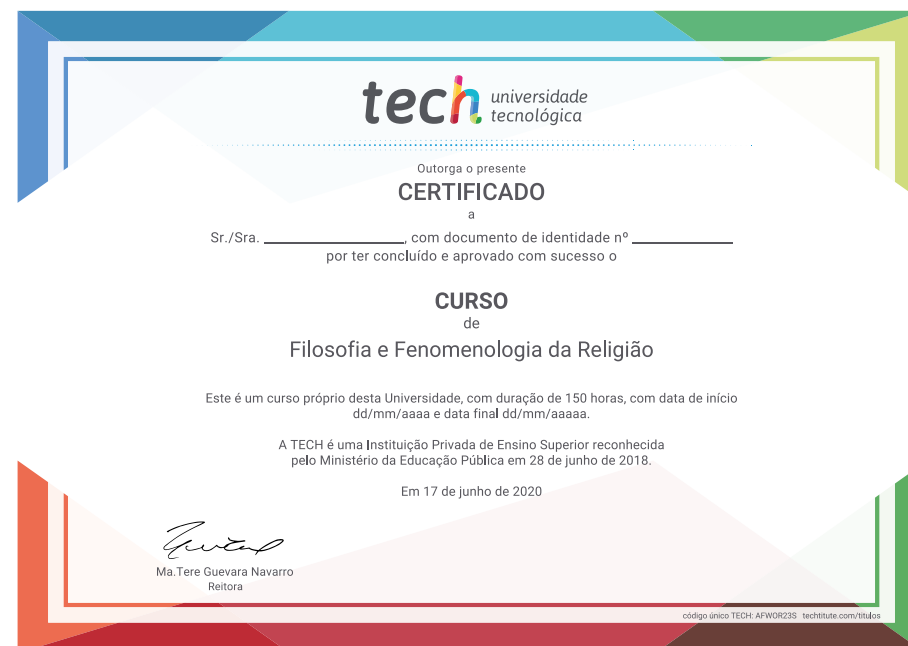 tech universidade
tecnológica
Outorga o presente
CERTIFICADO
a
Sr./Sra. ____________________, com documento de identidade nº ______________
por ter concluído e aprovado com sucesso o
CURSO
de
Filosofia e Fenomenologia da Religião
Este é um curso próprio desta Universidade, com duração de 150 horas, com data de início
dd/mm/aaaa e data final dd/mm/aaaaa.
A TECH é uma Instituição Privada de Ensino Superior reconhecida
pelo Ministério da Educação Pública em 28 de junho de 2018.
Em 17 de junho de 2020
Ma.Tere Guevara Navarro
Reitora
código único TECH: AFWOR23S techtitute.com/titulos